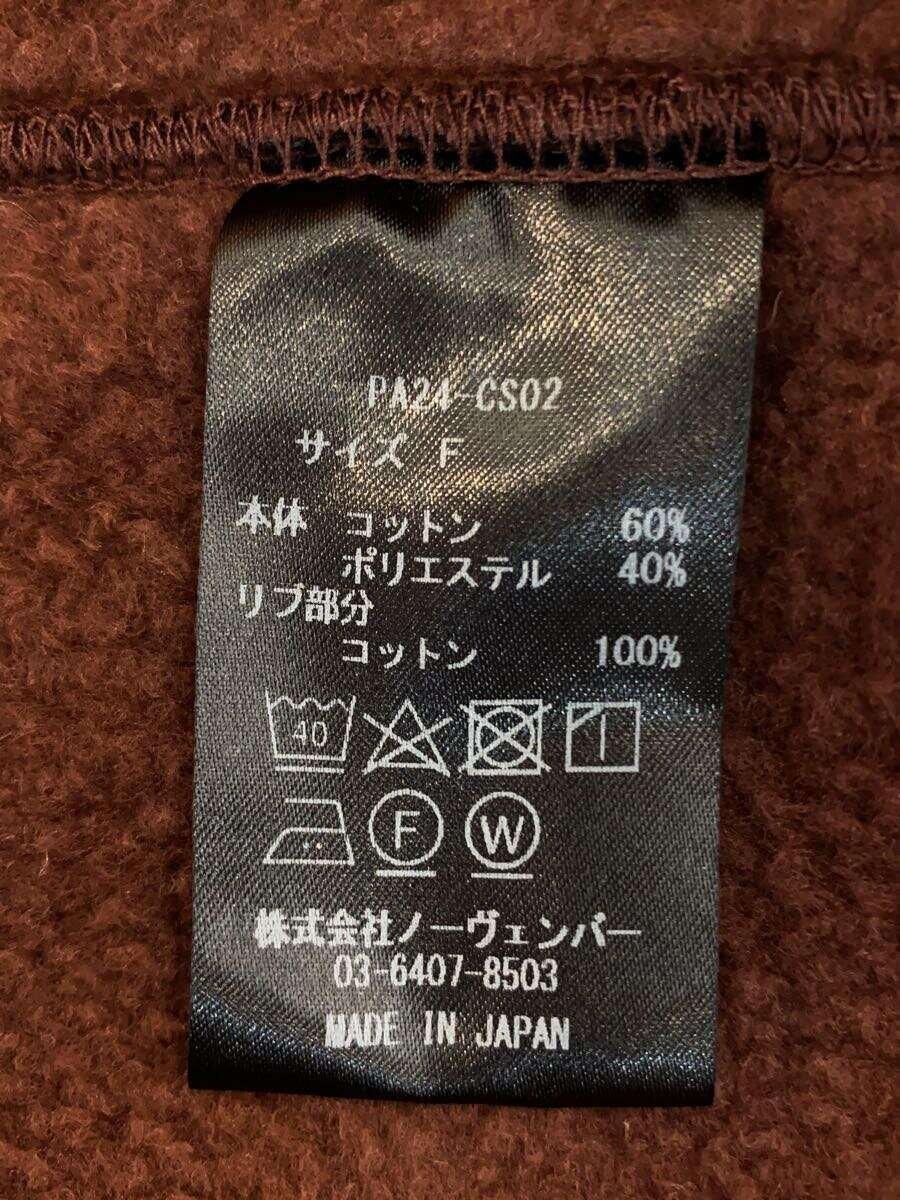 PA24-CS02
サイズ F
本体 コットン 60%
ポリエステル 40%
リブ部分
コットン 100%
40
F W
株式会社ノーヴェンバー
03-6407-8503
MADE IN JAPAN